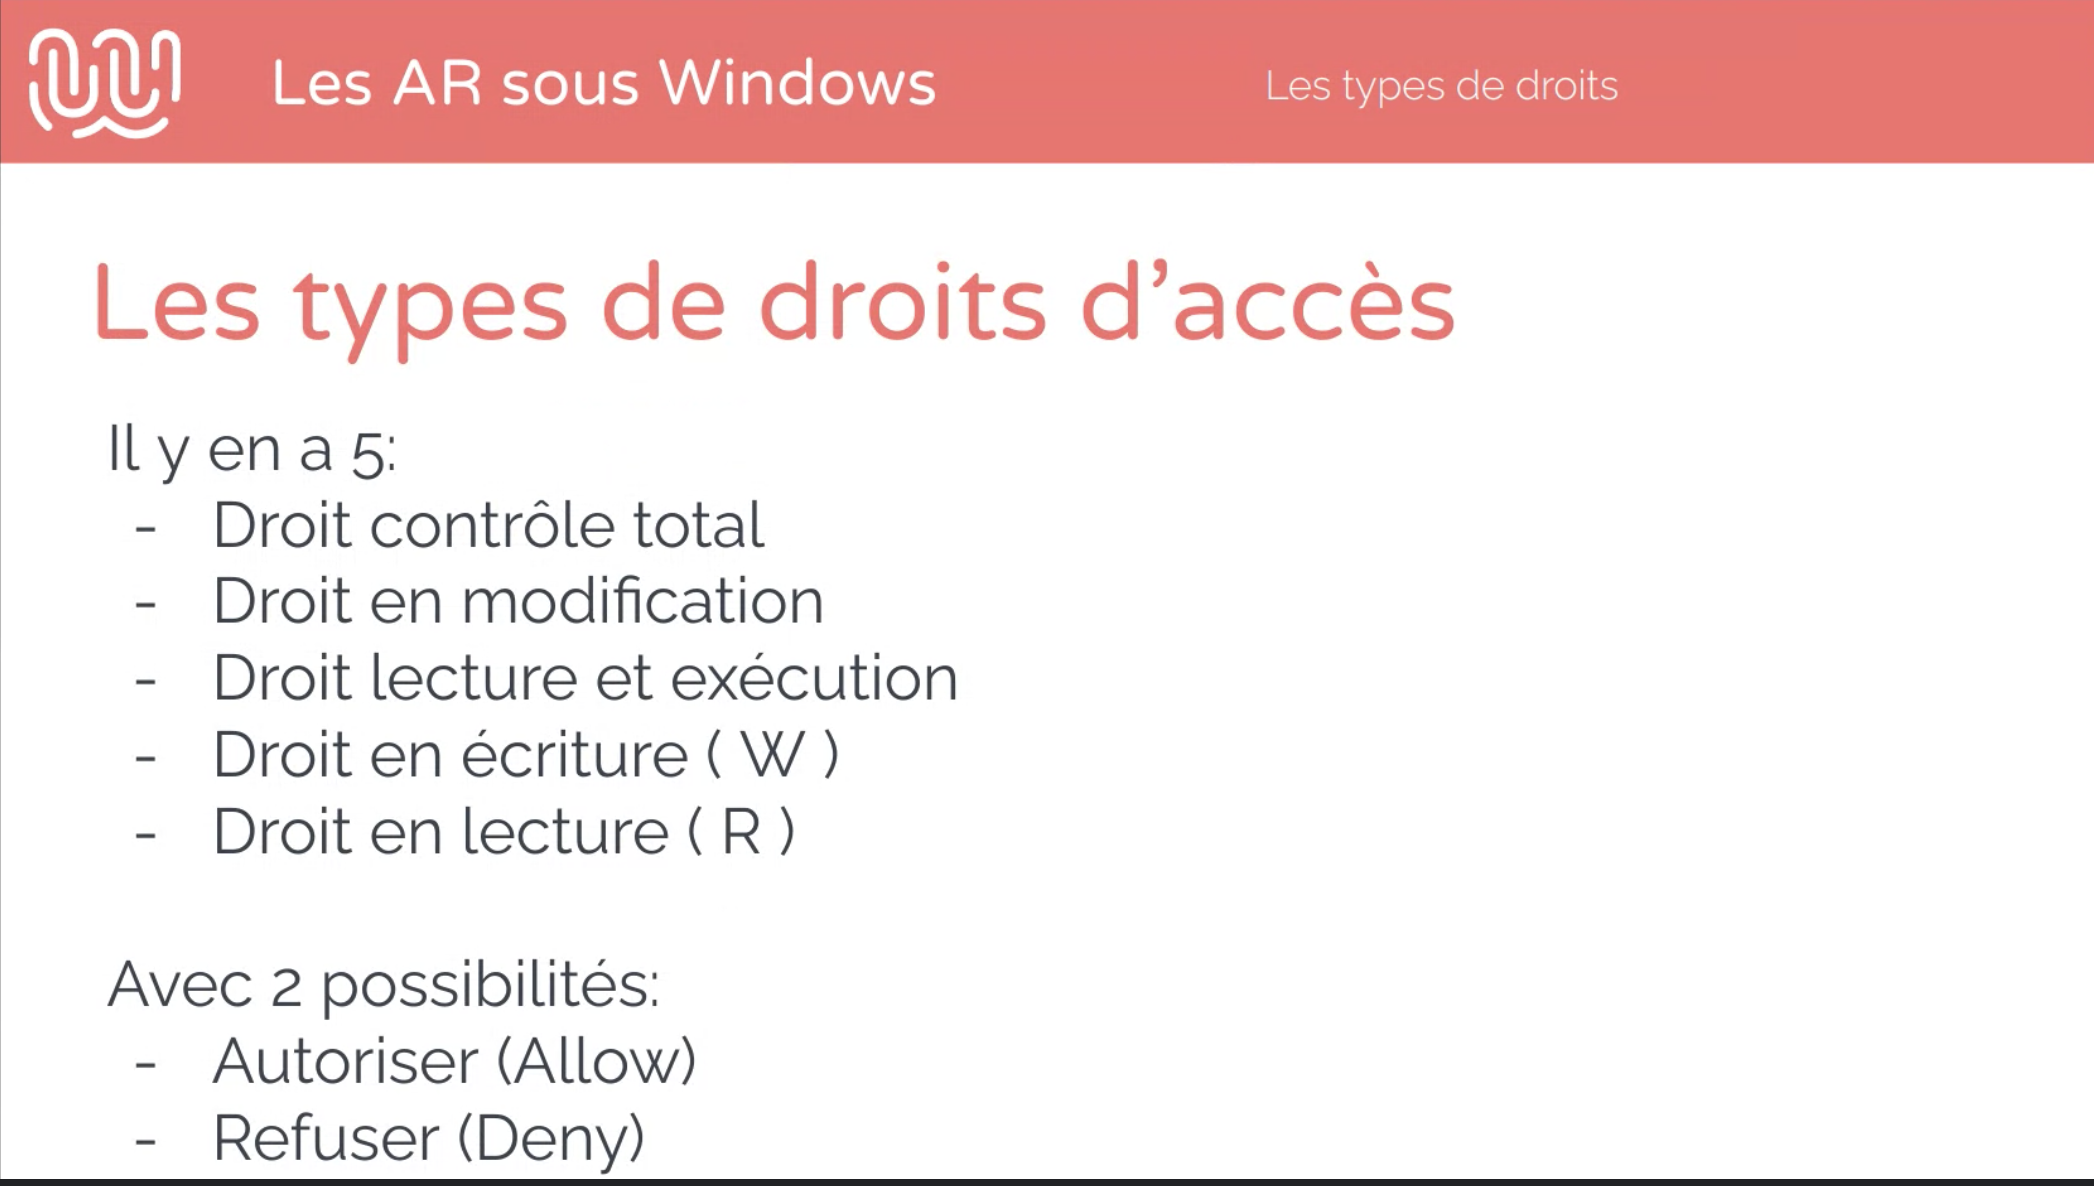 Les AR sous Windows
Les types de droits
Les types de droits d’accès
Il y en a 5:
- Droit contrôle total
- Droit en modification
- Droit lecture et exécution
- Droit en écriture ( W )
- Droit en lecture ( R )
Avec 2 possibilités:
- Autoriser (Allow)
- Refuser (Deny)